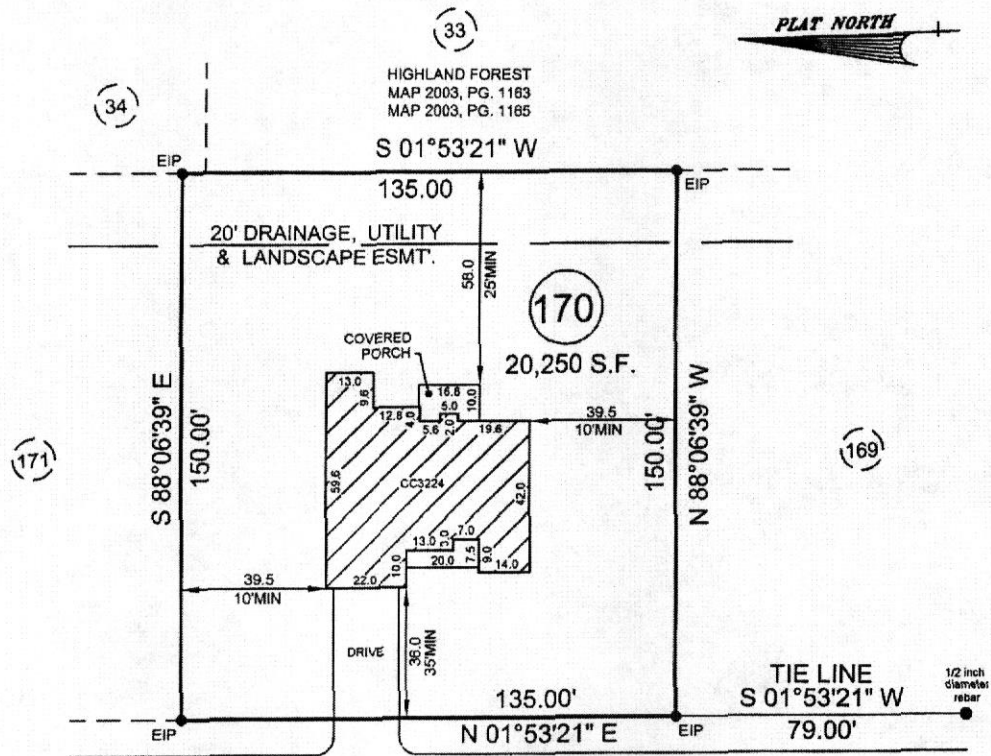 33
PLAT NORTH
HIGHLAND FOREST
MAP 2003, PG. 1163
MAP 2003, PG. 1165
34
S 01°53'21" W
EIP
EIP
135.00
20' DRAINAGE, UTILITY
& LANDSCAPE ESMT'.
58.0
25'MIN
170
20,250 S.F.
COVERED
PORCH
16.6
10.0
13.0
9.6
12.8
4.0
5.0
5.6
2.0
19.6
39.5
10'MIN
S 88°06'39" E
150.00'
171
59.6
CC3224
42.0
150.00'
N 88°06'39" W
169
7.0
13.0
20.0
7.5
9.0
14.0
10.0
22.0
39.5
10'MIN
DRIVE
36.0
35'MIN
135.00'
N 01°53'21" E
EIP
EIP
TIE LINE
S 01°53'21" W
79.00'
1/2 inch
diameter
rebar